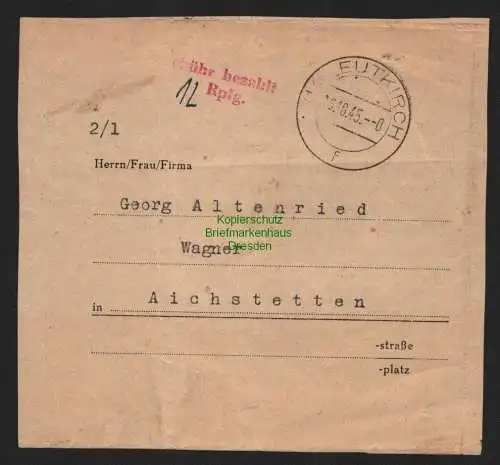 bühr bezahlt
12 Rpfg.
LEUTKIRCH
2/1
Herrn/Frau/Firma
Georg Altenried
Kopierschutz
Briefmarkenhaus
Wagner
Dresden
in Aichstetten
-straße
-platz